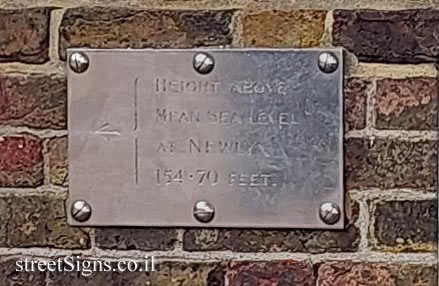 HEIGHT ABOVE
MEAN SEA LEVEL
AT NEWLYN
154·70 FEET.
streetSigns.co.il